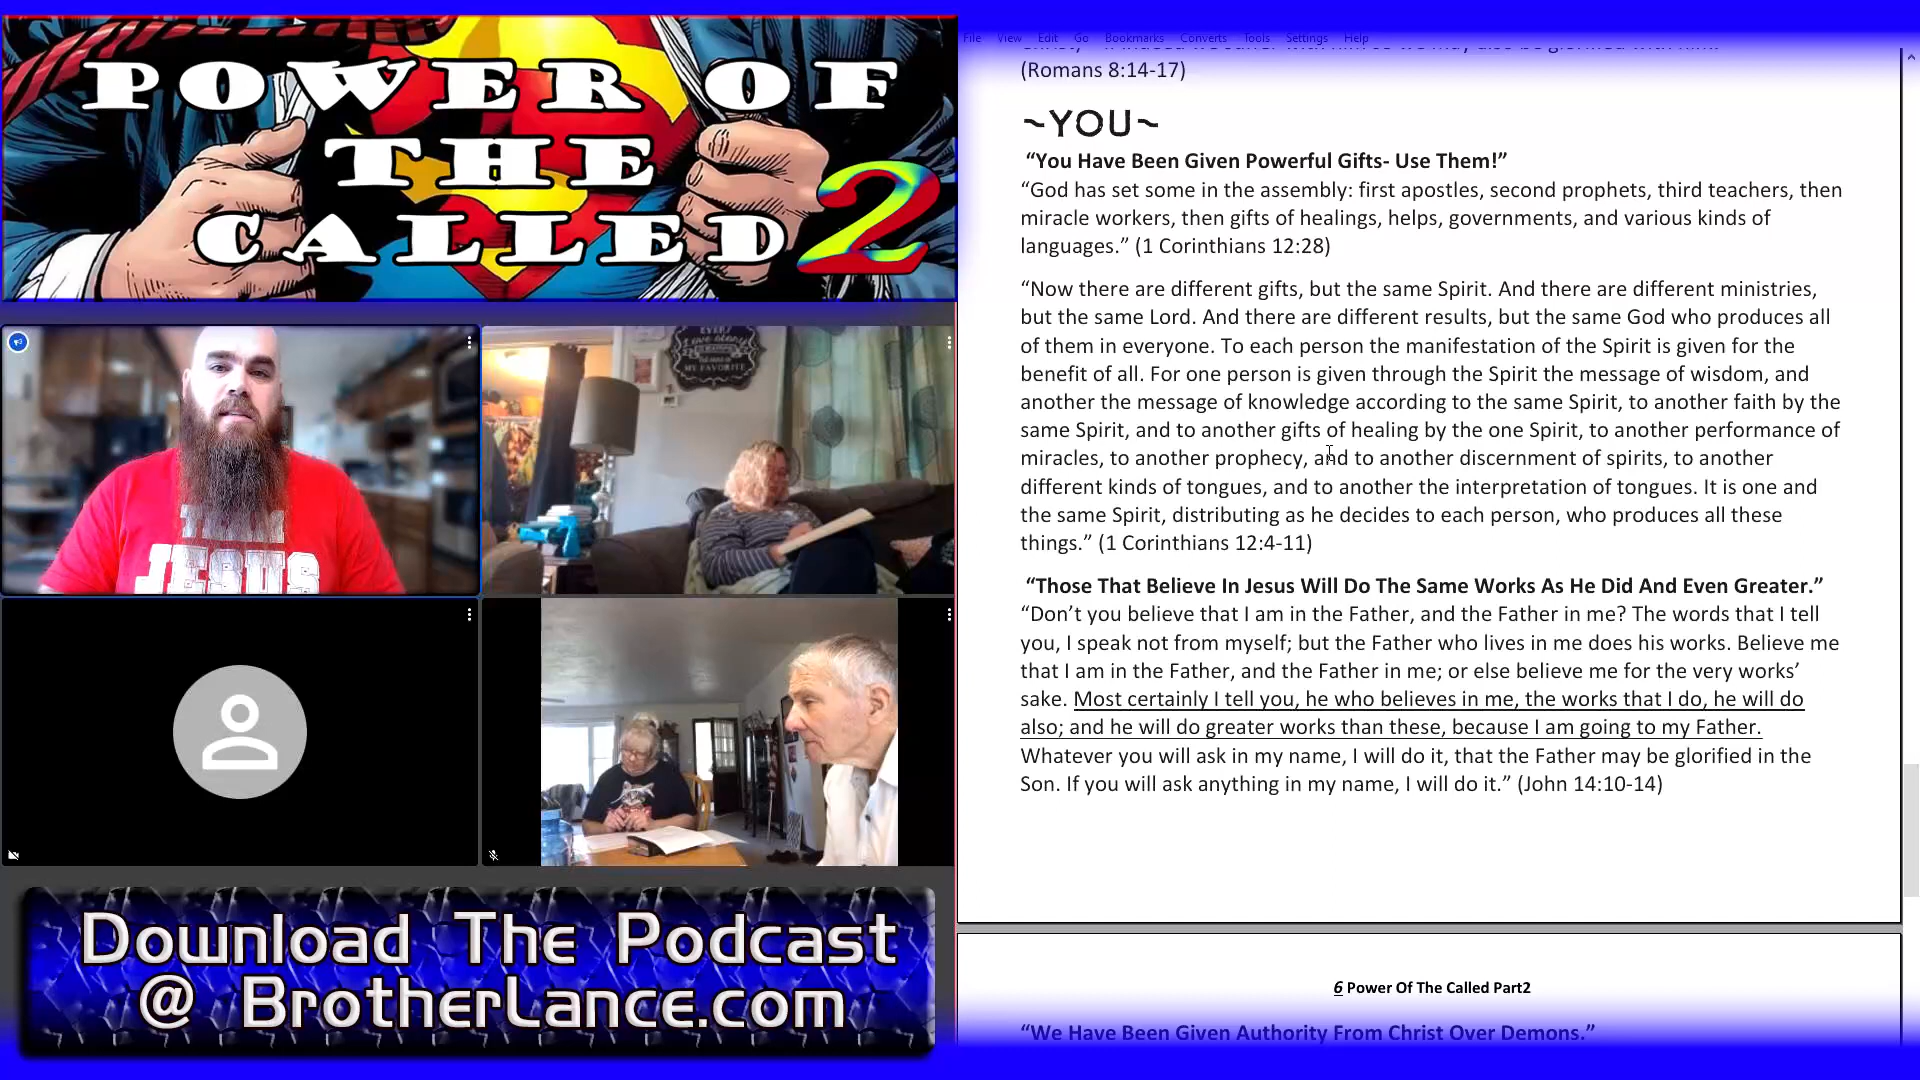 POWER OF
THE
CALLED 2
EVERY
Love Story
MY FAVORITE
JESUS
Download The Podcast
@ BrotherLance.com
File View Edit Go Bookmarks Converts Tools Settings Help
(Romans 8:14-17)
~YOU~
“You Have Been Given Powerful Gifts- Use Them!”
“God has set some in the assembly: first apostles, second prophets, third teachers, then
miracle workers, then gifts of healings, helps, governments, and various kinds of
languages.” (1 Corinthians 12:28)
“Now there are different gifts, but the same Spirit. And there are different ministries,
but the same Lord. And there are different results, but the same God who produces all
of them in everyone. To each person the manifestation of the Spirit is given for the
benefit of all. For one person is given through the Spirit the message of wisdom, and
another the message of knowledge according to the same Spirit, to another faith by the
same Spirit, and to another gifts of healing by the one Spirit, to another performance of
miracles, to another prophecy, and to another discernment of spirits, to another
different kinds of tongues, and to another the interpretation of tongues. It is one and
the same Spirit, distributing as he decides to each person, who produces all these
things.” (1 Corinthians 12:4-11)
“Those That Believe In Jesus Will Do The Same Works As He Did And Even Greater.”
“Don’t you believe that I am in the Father, and the Father in me? The words that I tell
you, I speak not from myself; but the Father who lives in me does his works. Believe me
that I am in the Father, and the Father in me; or else believe me for the very works’
sake. Most certainly I tell you, he who believes in me, the works that I do, he will do
also; and he will do greater works than these, because I am going to my Father.
Whatever you will ask in my name, I will do it, that the Father may be glorified in the
Son. If you will ask anything in my name, I will do it.” (John 14:10-14)
6 Power Of The Called Part2
“We Have Been Given Authority From Christ Over Demons.”